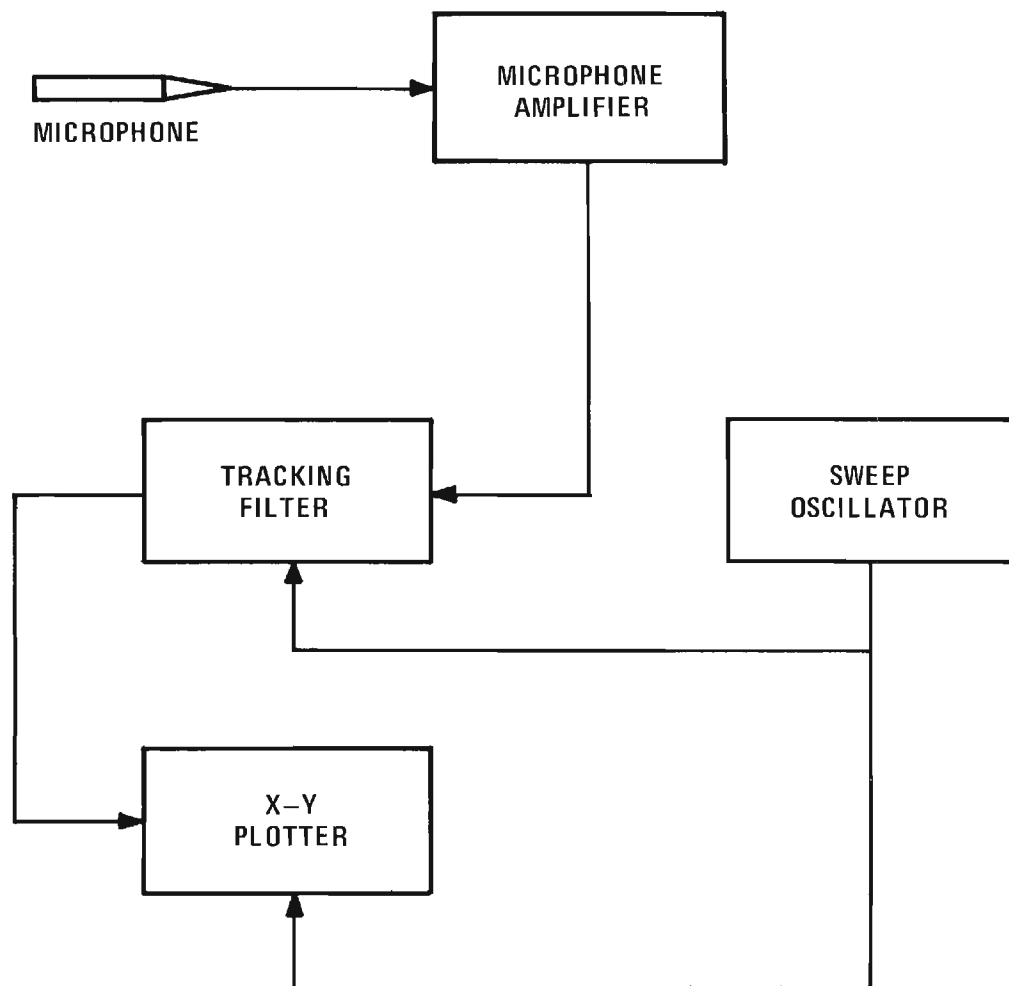 MICROPHONE
AMPLIFIER
MICROPHONE
TRACKING
FILTER
SWEEP
OSCILLATOR
X–Y
PLOTTER